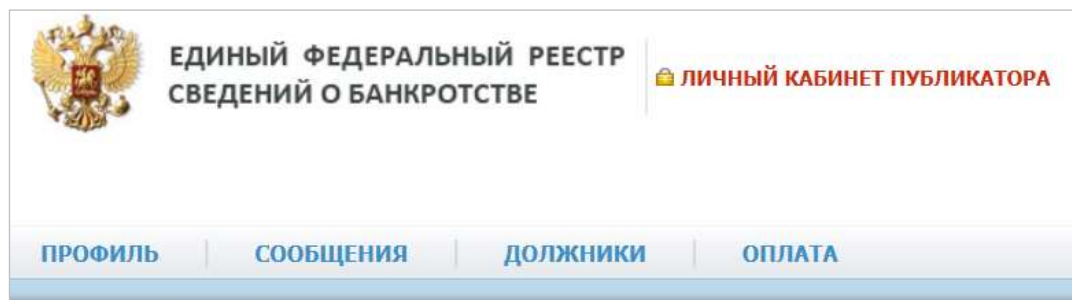 ЕДИНЫЙ ФЕДЕРАЛЬНЫЙ РЕЕСТР
СВЕДЕНИЙ О БАНКРОТСТВЕ
ЛИЧНЫЙ КАБИНЕТ ПУБЛИКАТОРА
ПРОФИЛЬ СООБЩЕНИЯ ДОЛЖНИКИ ОПЛАТА